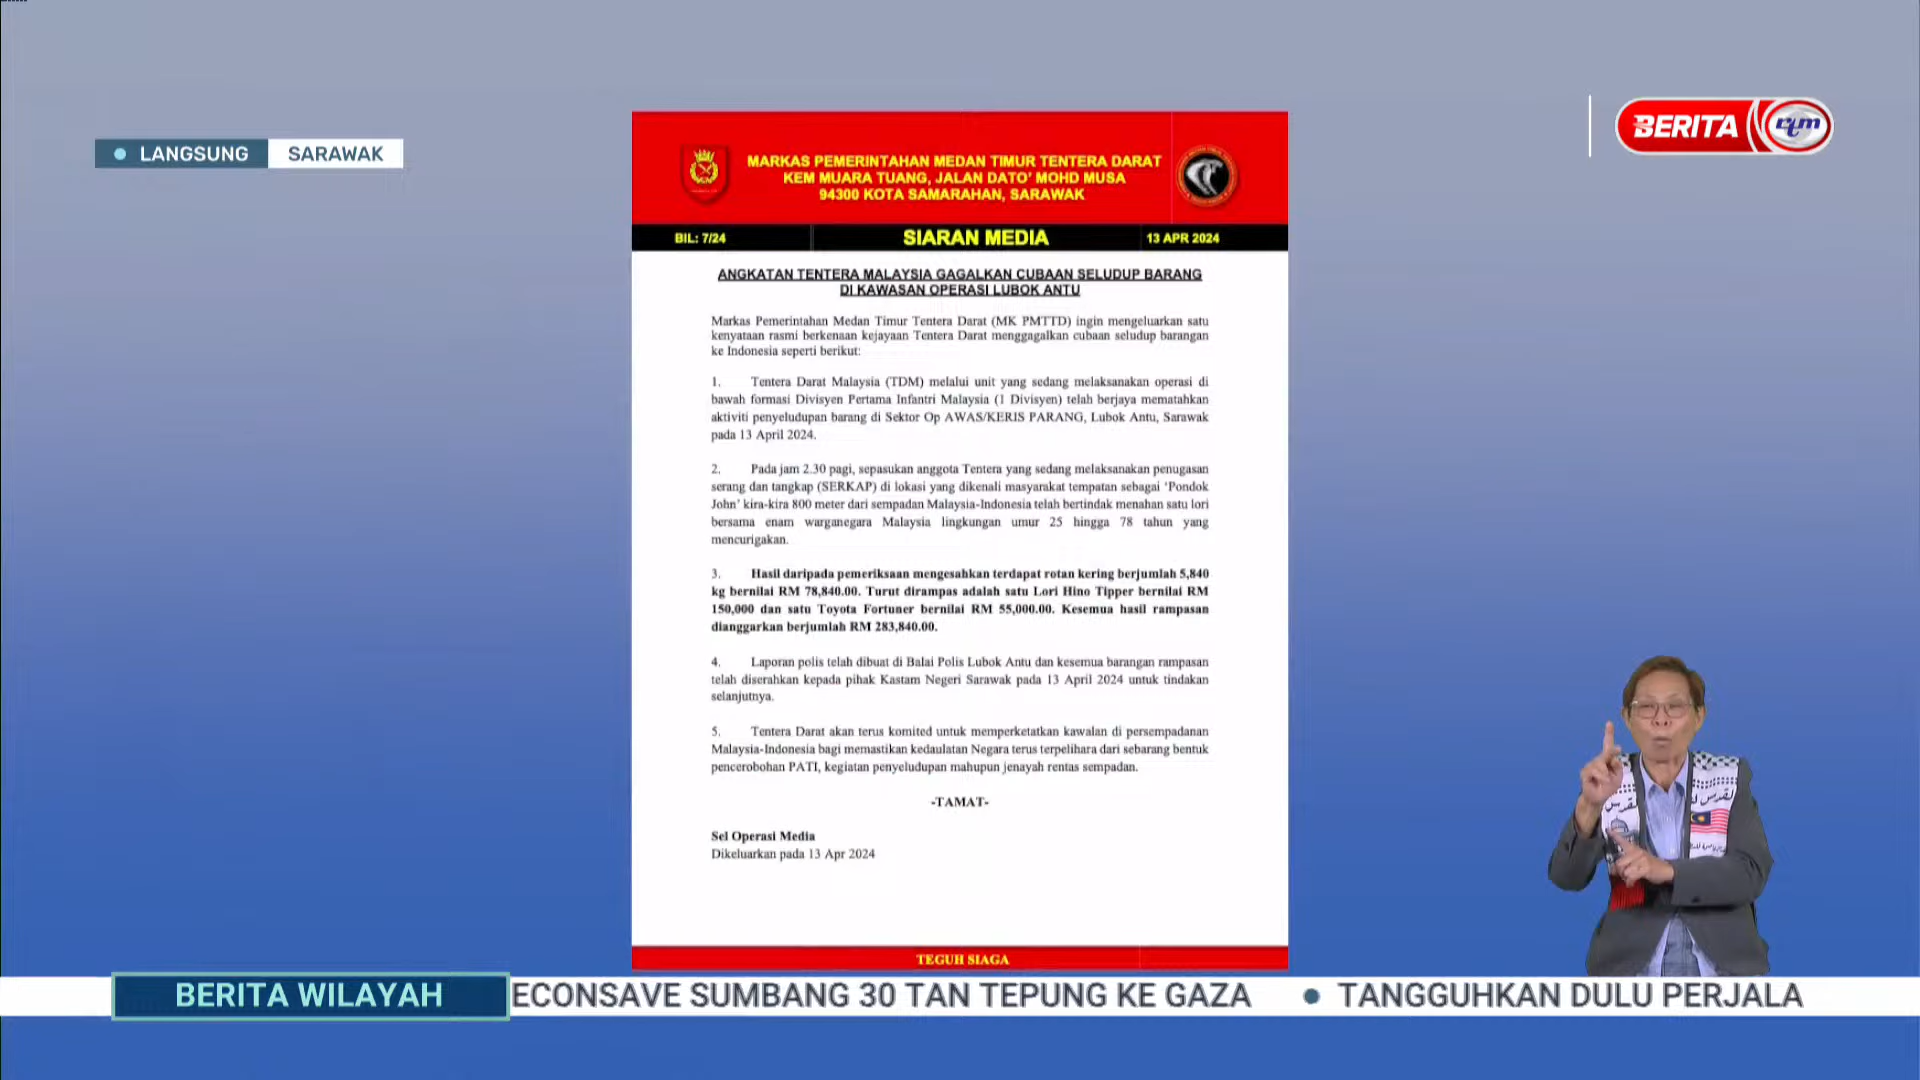 LANGSUNG SARAWAK
BERITA rtm
MARKAS PEMERINTAHAN MEDAN TIMUR TENTERA DARAT
KEM MUARA TUANG, JALAN DATO' MOHD MUSA
94300 KOTA SAMARAHAN, SARAWAK
BIL: 7/24 SIARAN MEDIA 13 APR 2024
ANGKATAN TENTERA MALAYSIA GAGALKAN CUBAAN SELUDUP BARANG
DI KAWASAN OPERASI LUBOK ANTU
Markas Pemerintahan Medan Timur Tentera Darat (MK PMTTD) ingin mengeluarkan satu
kenyataan rasmi berkenaan kejayaan Tentera Darat menggagalkan cubaan seludup barangan
ke Indonesia seperti berikut:
1. Tentera Darat Malaysia (TDM) melalui unit yang sedang melaksanakan operasi di
bawah formasi Divisyen Pertama Infantri Malaysia (1 Divisyen) telah berjaya mematahkan
aktiviti penyeludupan barang di Sektor Op AWAS/KERIS PARANG, Lubok Antu, Sarawak
pada 13 April 2024.
2. Pada jam 2.30 pagi, sepasukan anggota Tentera yang sedang melaksanakan penugasan
serang dan tangkap (SERKAP) di lokasi yang dikenali masyarakat tempatan sebagai ‘Pondok
John’ kira-kira 800 meter dari sempadan Malaysia-Indonesia telah bertindak menahan satu lori
bersama enam warganegara Malaysia lingkungan umur 25 hingga 78 tahun yang
mencurigakan.
3. Hasil daripada pemeriksaan mengesahkan terdapat rotan kering berjumlah 5,840
kg bernilai RM 78,840.00. Turut dirampas adalah satu Lori Hino Tipper bernilai RM
150,000 dan satu Toyota Fortuner bernilai RM 55,000.00. Kesemua hasil rampasan
dianggarkan berjumlah RM 283,840.00.
4. Laporan polis telah dibuat di Balai Polis Lubok Antu dan kesemua barangan rampasan
telah diserahkan kepada pihak Kastam Negeri Sarawak pada 13 April 2024 untuk tindakan
selanjutnya.
5. Tentera Darat akan terus komited untuk memperketatkan kawalan di persempadanan
Malaysia-Indonesia bagi memastikan kedaulatan Negara terus terpelihara dari sebarang bentuk
pencerobohan PATI, kegiatan penyeludupan mahupun jenayah rentas sempadan.
-TAMAT-
Sel Operasi Media
Dikeluarkan pada 13 Apr 2024
TEGUH SIAGA
BERITA WILAYAH ECONSAVE SUMBANG 30 TAN TEPUNG KE GAZA • TANGGUHKAN DULU PERJALA